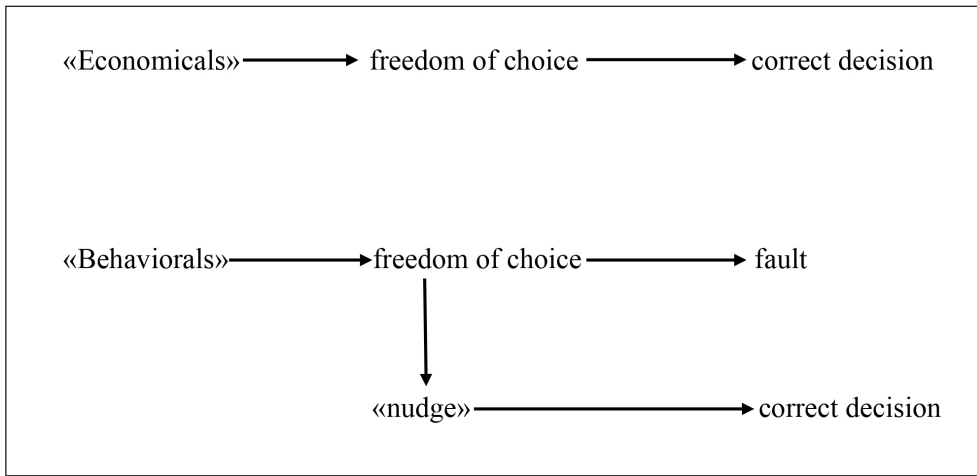 «Economicals» freedom of choice correct decision
«Behaviorals» freedom of choice fault
«nudge» correct decision